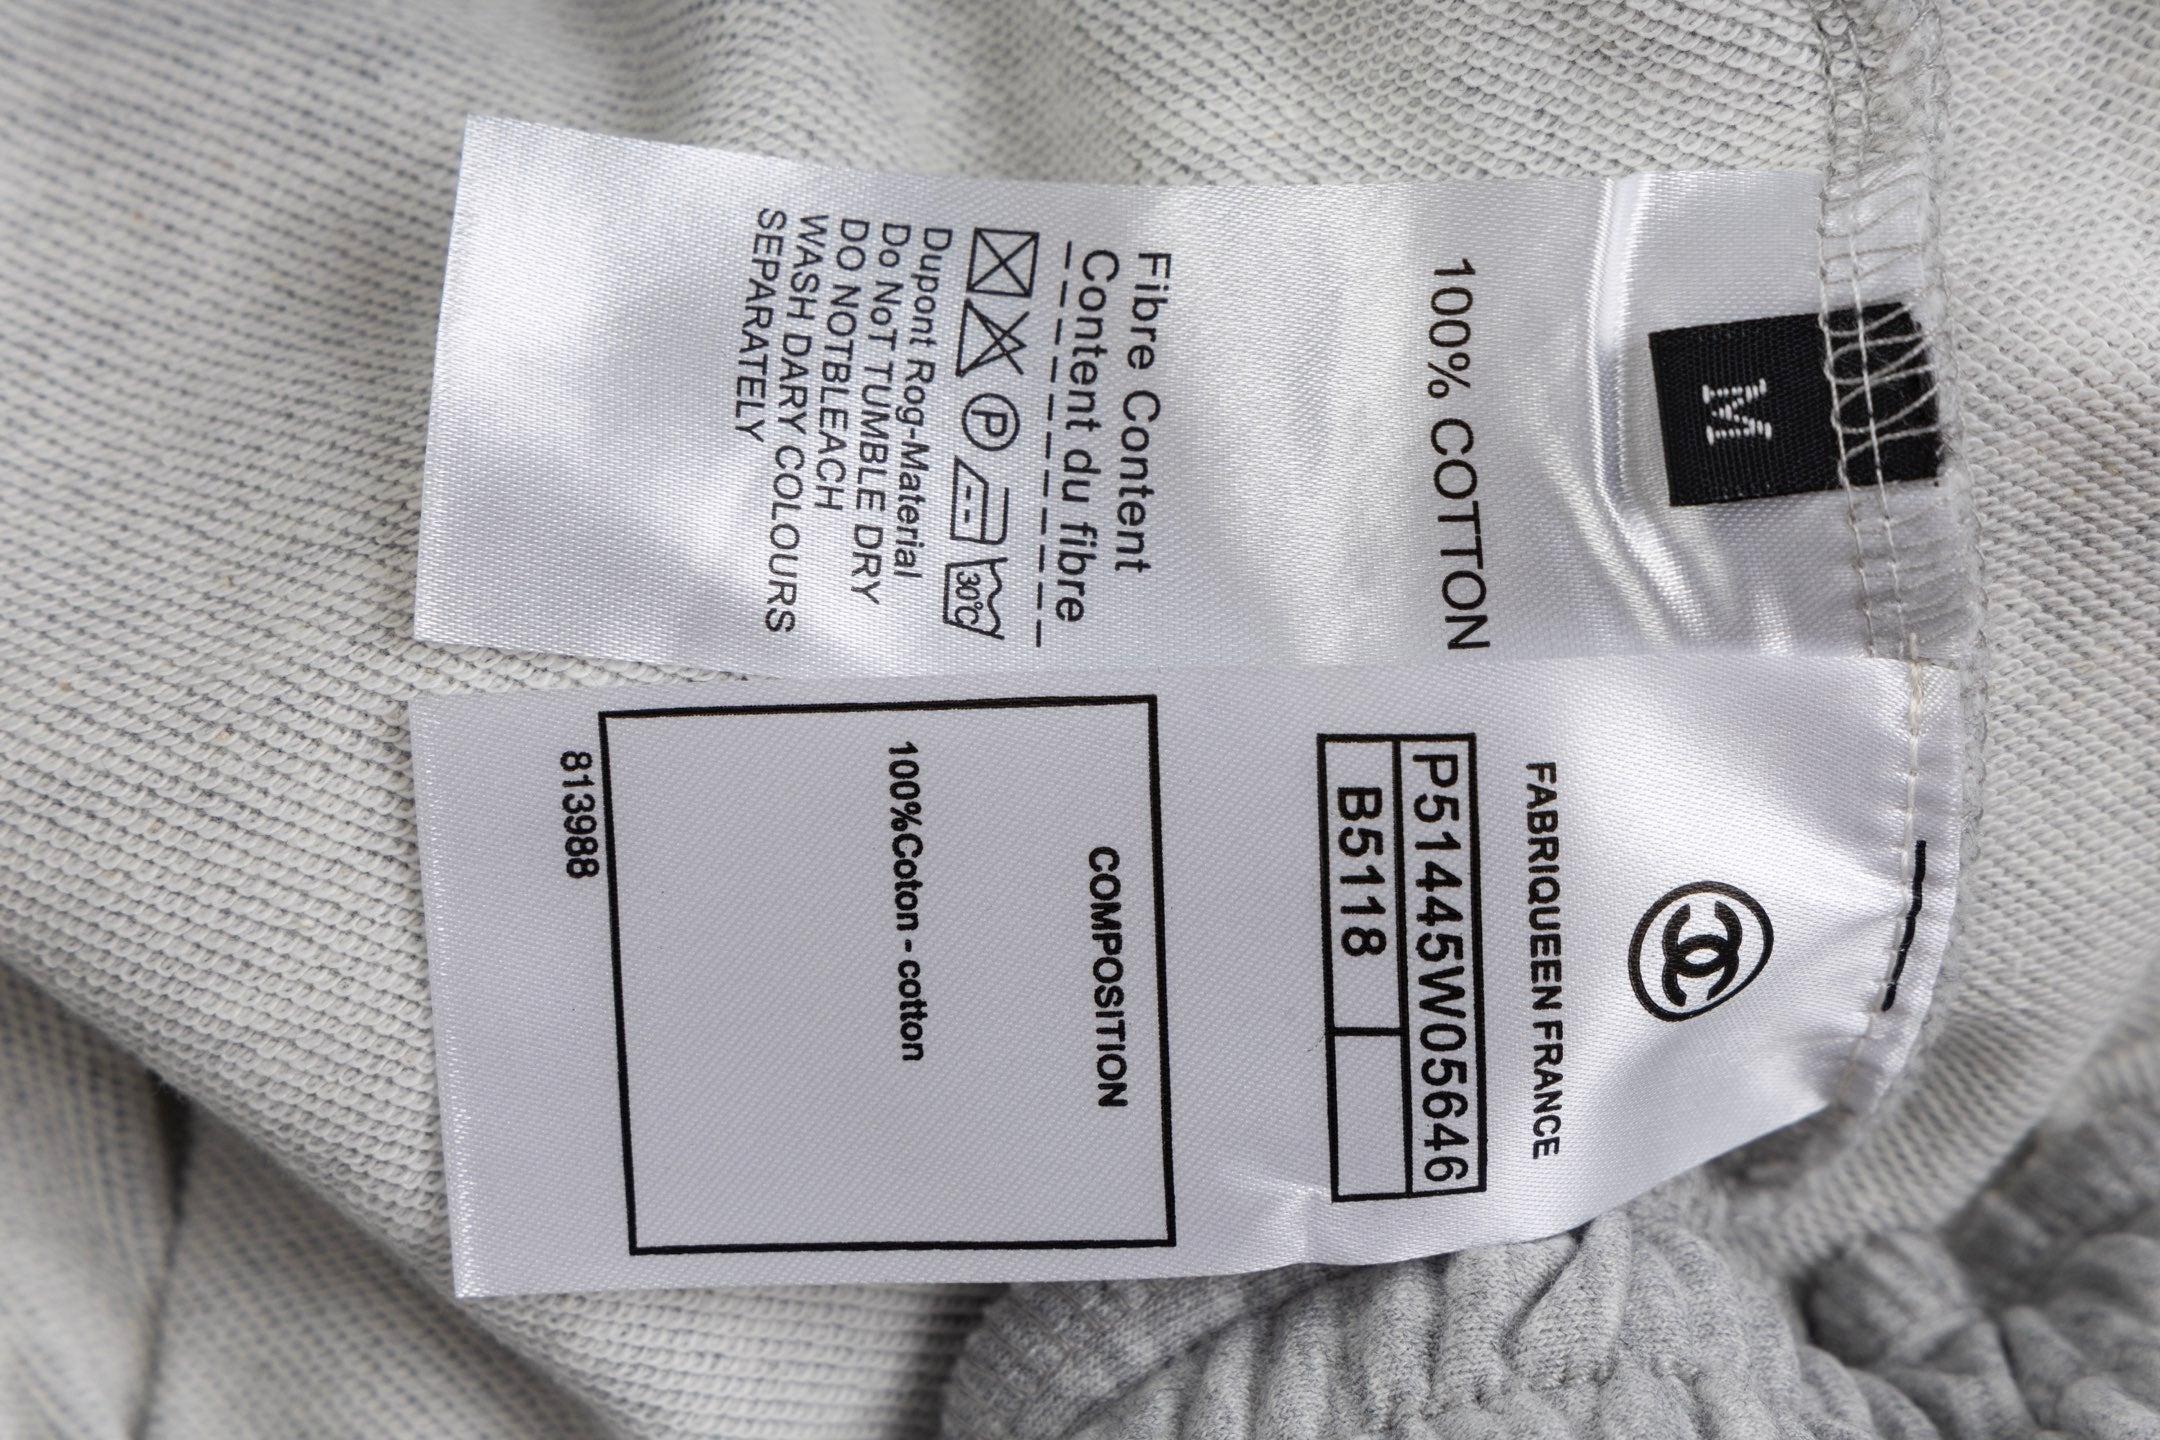 M
100% COTTON
Fibre Content
Content du fibre
P
30°C
Dupont Rog-Material
Do NoT TUMBLE DRY
DO NOTBLEACH
WASH DARY COLOURS
SEPARATELY
FABRIQUEEN FRANCE
P51445W05646
B5118
COMPOSITION
100%Coton - cotton
813988